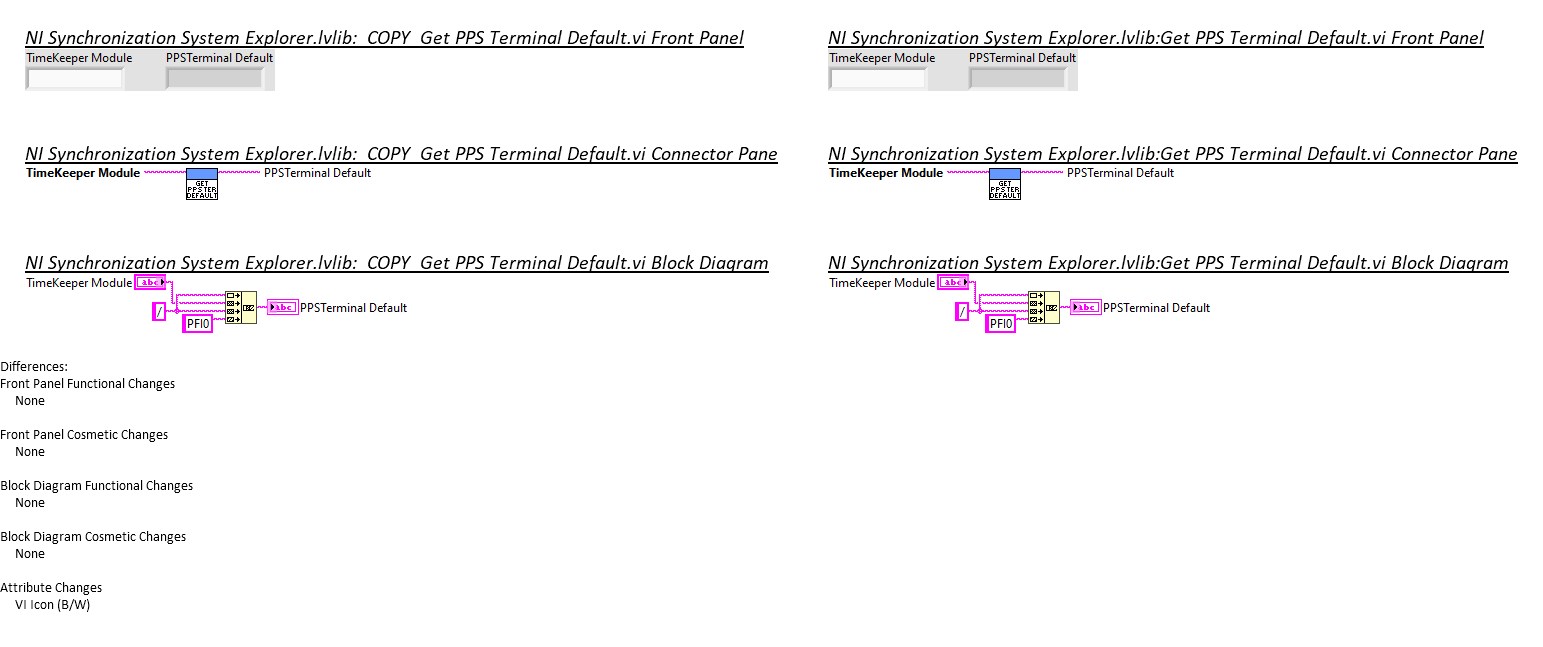 NI Synchronization System Explorer.lvlib:  COPY  Get PPS Terminal Default.vi Front Panel
TimeKeeper Module PPSTerminal Default
NI Synchronization System Explorer.lvlib:Get PPS Terminal Default.vi Front Panel
TimeKeeper Module PPSTerminal Default
NI Synchronization System Explorer.lvlib:  COPY  Get PPS Terminal Default.vi Connector Pane
TimeKeeper Module PPSTerminal Default
GET
PPSTER
DEFAULT
NI Synchronization System Explorer.lvlib:Get PPS Terminal Default.vi Connector Pane
TimeKeeper Module PPSTerminal Default
GET
PPSTER
DEFAULT
NI Synchronization System Explorer.lvlib:  COPY  Get PPS Terminal Default.vi Block Diagram
TimeKeeper Module abc
/ abc PPSTerminal Default
PFI0
NI Synchronization System Explorer.lvlib:Get PPS Terminal Default.vi Block Diagram
TimeKeeper Module abc
/ abc PPSTerminal Default
PFI0
Differences:
Front Panel Functional Changes
None
Front Panel Cosmetic Changes
None
Block Diagram Functional Changes
None
Block Diagram Cosmetic Changes
None
Attribute Changes
VI Icon (B/W)